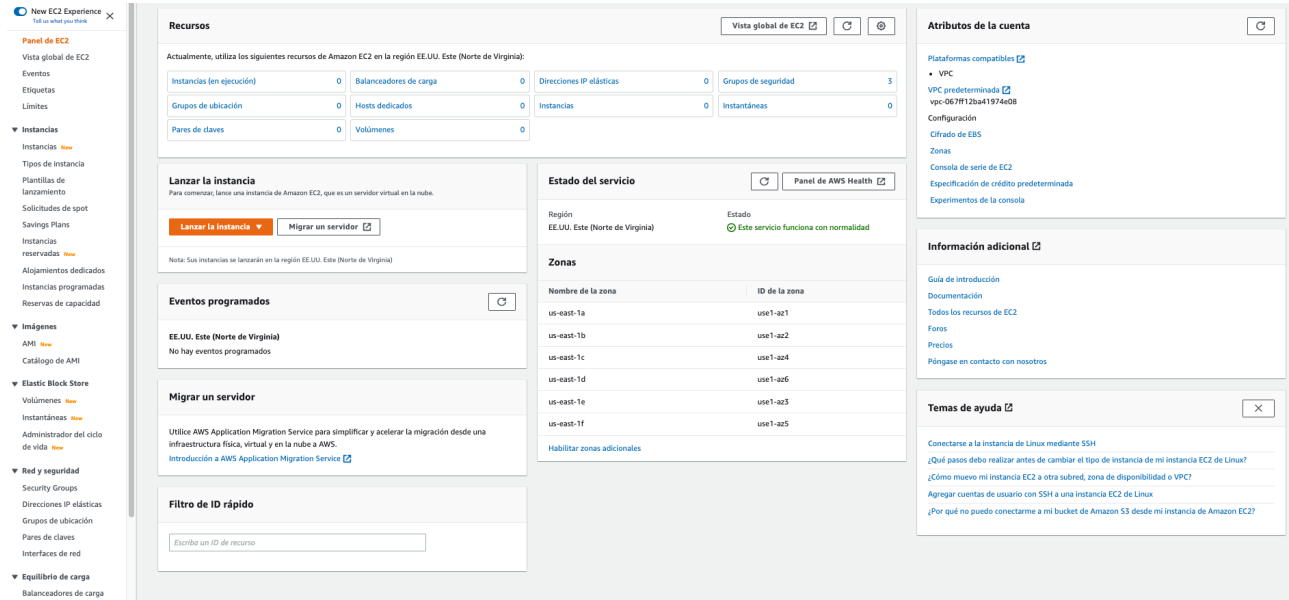 New EC2 Experience
Tell us what you think
Panel de EC2
Vista global de EC2
Eventos
Etiquetas
Límites
Instancias
Instancias New
Tipos de instancia
Plantillas de
lanzamiento
Solicitudes de spot
Savings Plans
Instancias
reservadas New
Alojamientos dedicados
Instancias programadas
Reservas de capacidad
Imágenes
AMI New
Catálogo de AMI
Elastic Block Store
Volúmenes New
Instantáneas New
Administrador del ciclo
de vida New
Red y seguridad
Security Groups
Direcciones IP elásticas
Grupos de ubicación
Pares de claves
Interfaces de red
Equilibrio de carga
Balanceadores de carga
Recursos
Vista global de EC2
Actualmente, utiliza los siguientes recursos de Amazon EC2 en la región EE.UU. Este (Norte de Virginia):
Instancias (en ejecución) 0 Balanceadores de carga 0 Direcciones IP elásticas 0 Grupos de seguridad 3
Grupos de ubicación 0 Hosts dedicados 0 Instancias 0 Instantáneas 0
Pares de claves 0 Volúmenes 0
Lanzar la instancia
Para comenzar, lance una instancia de Amazon EC2, que es un servidor virtual en la nube.
Lanzar la instancia Migrar un servidor
Nota: Sus instancias se lanzarán en la región EE.UU. Este (Norte de Virginia)
Eventos programados
EE.UU. Este (Norte de Virginia)
No hay eventos programados
Migrar un servidor
Utilice AWS Application Migration Service para simplificar y acelerar la migración desde una
infraestructura física, virtual y en la nube a AWS.
Introducción a AWS Application Migration Service
Filtro de ID rápido
Escriba un ID de recurso
Estado del servicio
Panel de AWS Health
Región Estado
EE.UU. Este (Norte de Virginia) Este servicio funciona con normalidad
Zonas
Nombre de la zona ID de la zona
us-east-1a use1-az1
us-east-1b use1-az2
us-east-1c use1-az4
us-east-1d use1-az6
us-east-1e use1-az3
us-east-1f use1-az5
Habilitar zonas adicionales
Atributos de la cuenta
Plataformas compatibles
VPC
VPC predeterminada
vpc-067ff12ba41974e08
Configuración
Cifrado de EBS
Zonas
Consola de serie de EC2
Especificación de crédito predeterminada
Experimentos de la consola
Información adicional
Guía de introducción
Documentación
Todos los recursos de EC2
Foros
Precios
Póngase en contacto con nosotros
Temas de ayuda
Conectarse a la instancia de Linux mediante SSH
¿Qué pasos debo realizar antes de cambiar el tipo de instancia de mi instancia EC2 de Linux?
¿Cómo muevo mi instancia EC2 a otra subred, zona de disponibilidad o VPC?
Agregar cuentas de usuario con SSH a una instancia EC2 de Linux
¿Por qué no puedo conectarme a mi bucket de Amazon S3 desde mi instancia de Amazon EC2?